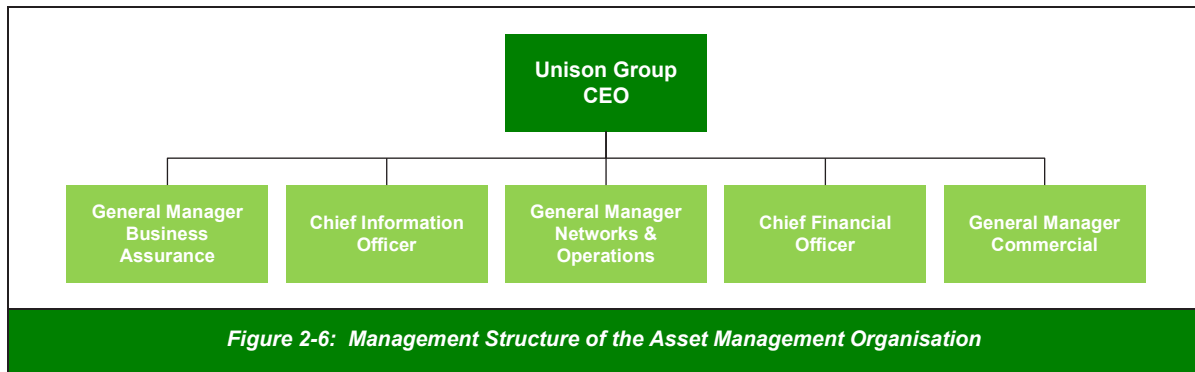 Unison Group
CEO
General Manager
Business
Assurance
Chief Information
Officer
General Manager
Networks &
Operations
Chief Financial
Officer
General Manager
Commercial
Figure 2-6: Management Structure of the Asset Management Organisation